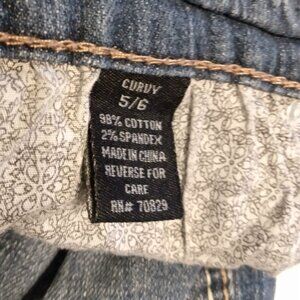 CURVY
5/6
98% COTTON
2% SPANDEX
MADE IN CHINA
REVERSE FOR
CARE
RN# 70829